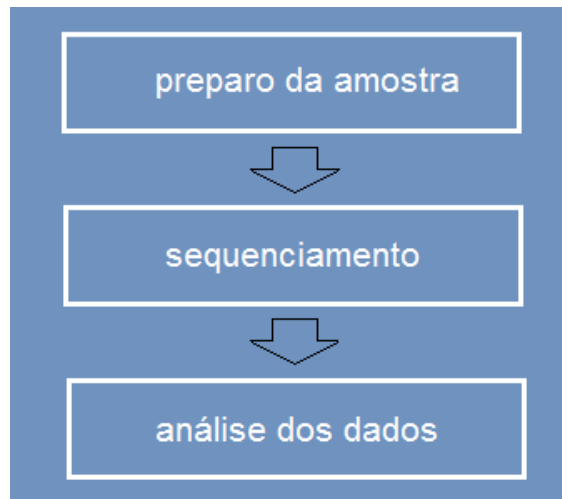 preparo da amostra
sequenciamento
análise dos dados